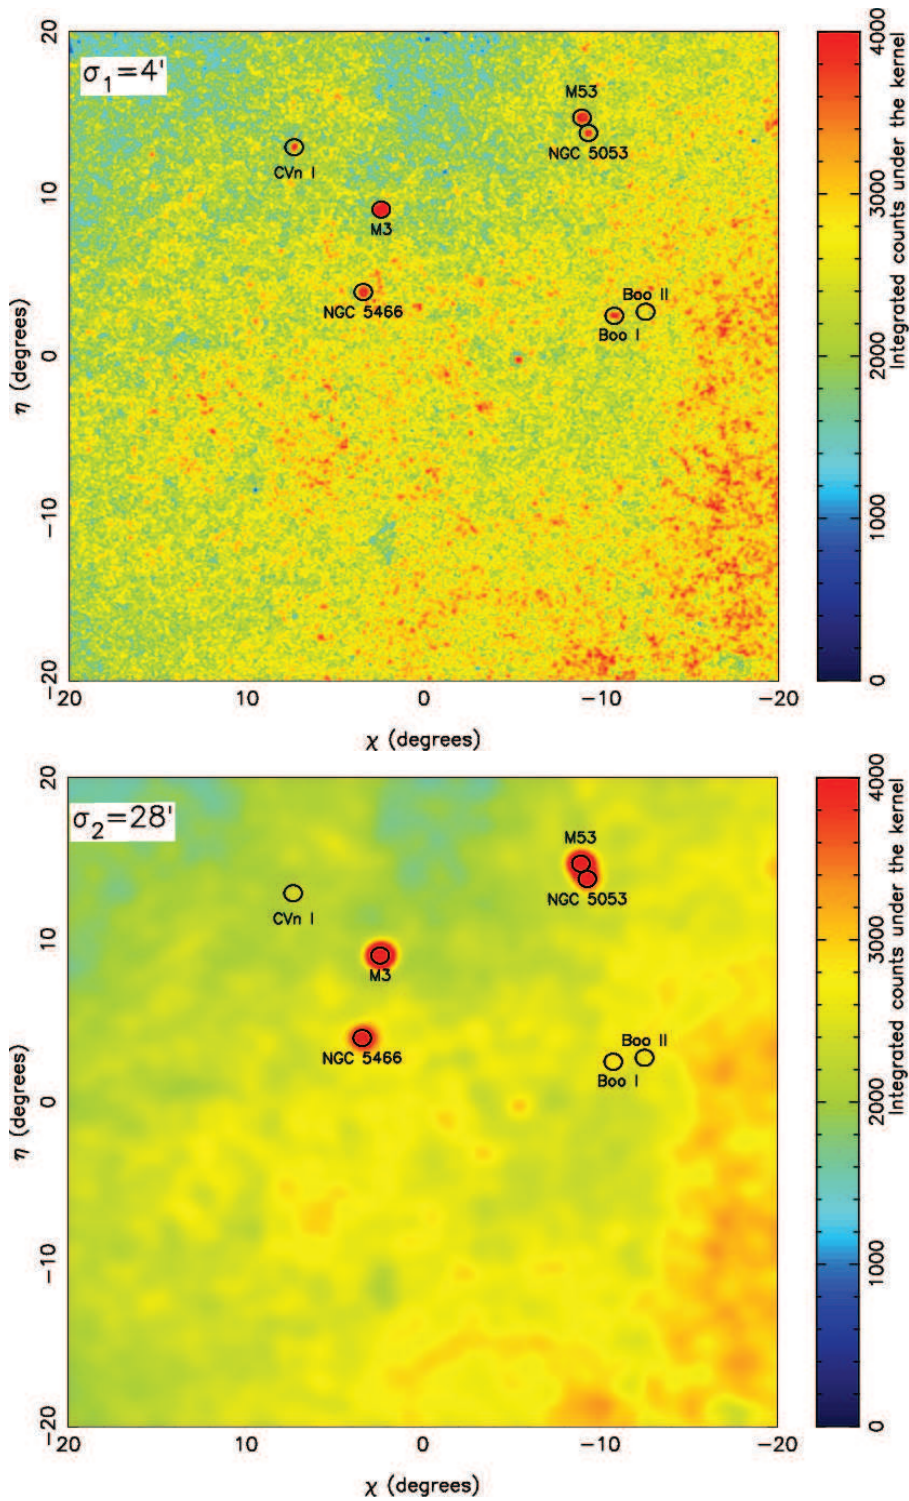 σ1=4'
M53
NGC 5053
CVn I
M3
NGC 5466
Boo II
Boo I
20
10
0
−10
−20
η (degrees)
20
10
0
−10
−20
χ (degrees)
4000
3000
2000
1000
0
Integrated counts under the kernel
σ2=28'
M53
NGC 5053
CVn I
M3
NGC 5466
Boo II
Boo I
20
10
0
−10
−20
η (degrees)
20
10
0
−10
−20
χ (degrees)
4000
3000
2000
1000
0
Integrated counts under the kernel